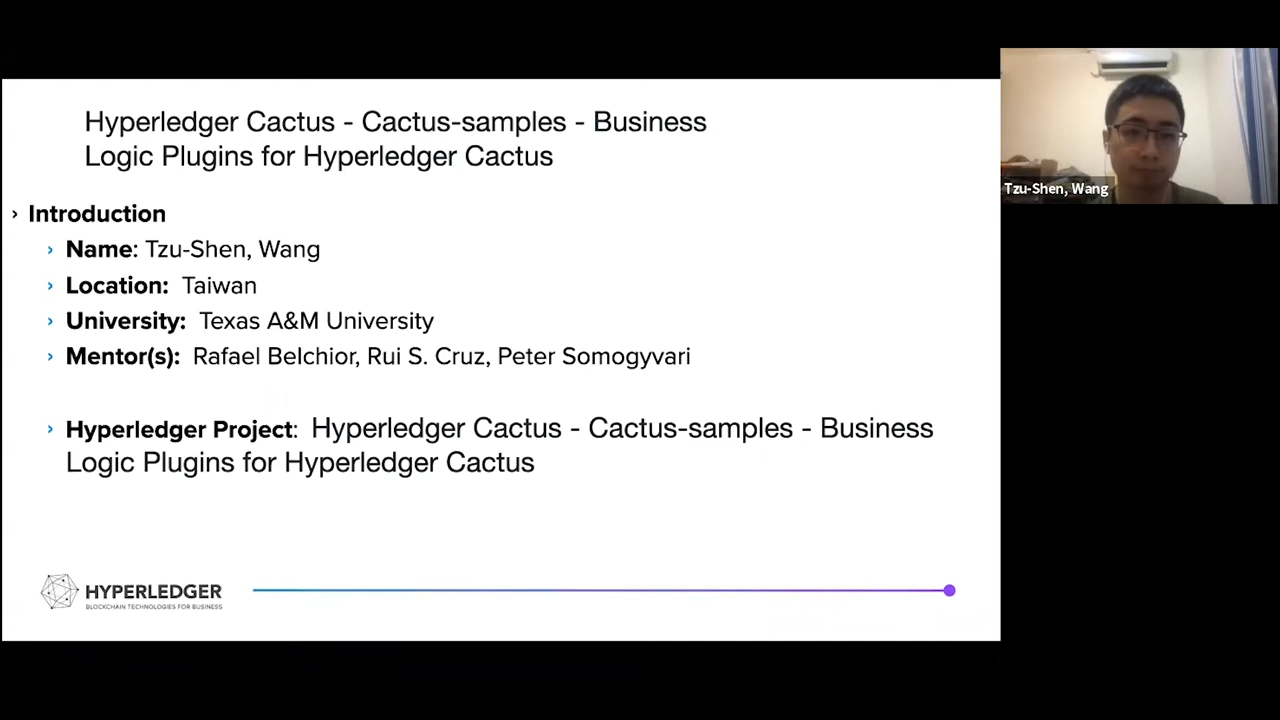 Hyperledger Cactus - Cactus-samples - Business
Logic Plugins for Hyperledger Cactus
Introduction
Name: Tzu-Shen, Wang
Location: Taiwan
University: Texas A&M University
Mentor(s): Rafael Belchior, Rui S. Cruz, Peter Somogyvari
Hyperledger Project: Hyperledger Cactus - Cactus-samples - Business
Logic Plugins for Hyperledger Cactus
HYPERLEDGER
BLOCKCHAIN TECHNOLOGIES FOR BUSINESS
Tzu-Shen, Wang